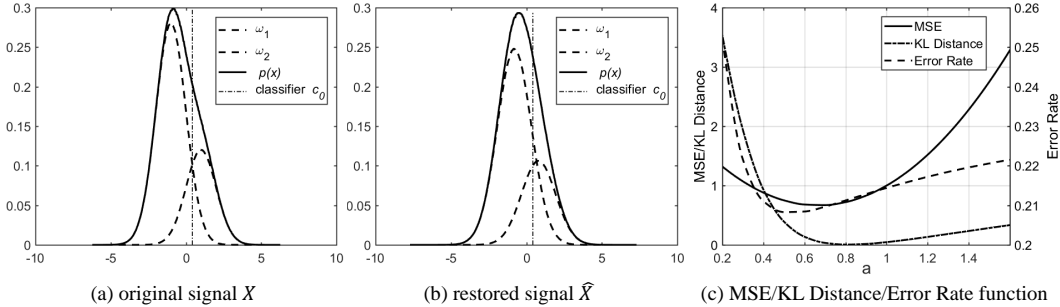 0.3
0.25
0.2
0.15
0.1
0.05
0
-10 -5 0 5 10
ω1
ω2
p(x)
classifier c0
(a) original signal X
0.3
0.25
0.2
0.15
0.1
0.05
0
-10 -5 0 5 10
ω1
ω2
p(x)
classifier c0
(b) restored signal X̂
MSE/KL Distance
4
3
2
1
0
0.2 0.4 0.6 0.8 1 1.2 1.4
a
MSE
KL Distance
Error Rate
0.26
0.25
0.24
0.23
0.22
0.21
0.2
Error Rate
(c) MSE/KL Distance/Error Rate function